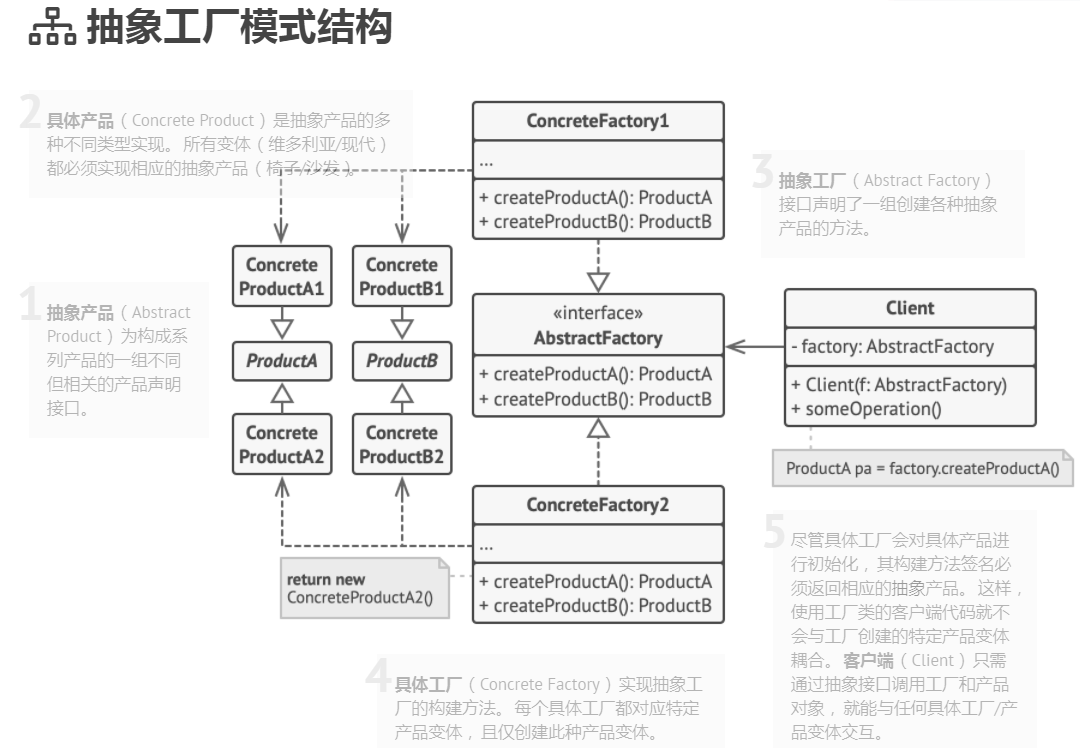 抽象工厂模式结构
2
具体产品（Concrete Product）是抽象产品的多
种不同类型实现。所有变体（维多利亚/现代）
都必须实现相应的抽象产品（椅子/沙发）。
ConcreteFactory1
...
+ createProductA(): ProductA
+ createProductB(): ProductB
3
抽象工厂（Abstract Factory）
接口声明了一组创建各种抽象
产品的方法。
Concrete
ProductA1
Concrete
ProductB1
1
抽象产品（Abstract
Product）为构成系
列产品的一组不同
但相关的产品声明
接口。
ProductA
ProductB
«interface»
AbstractFactory
+ createProductA(): ProductA
+ createProductB(): ProductB
Client
- factory: AbstractFactory
+ Client(f: AbstractFactory)
+ someOperation()
ProductA pa = factory.createProductA()
Concrete
ProductA2
Concrete
ProductB2
ConcreteFactory2
...
+ createProductA(): ProductA
+ createProductB(): ProductB
return new
ConcreteProductA2()
5
尽管具体工厂会对具体产品进
行初始化，其构建方法签名必
须返回相应的抽象产品。这样，
使用工厂类的客户端代码就不
会与工厂创建的特定产品变体
耦合。客户端（Client）只需
通过抽象接口调用工厂和产品
对象，就能与任何具体工厂/产
品变体交互。
4
具体工厂（Concrete Factory）实现抽象工
厂的构建方法。每个具体工厂都对应特定
产品变体，且仅创建此种产品变体。